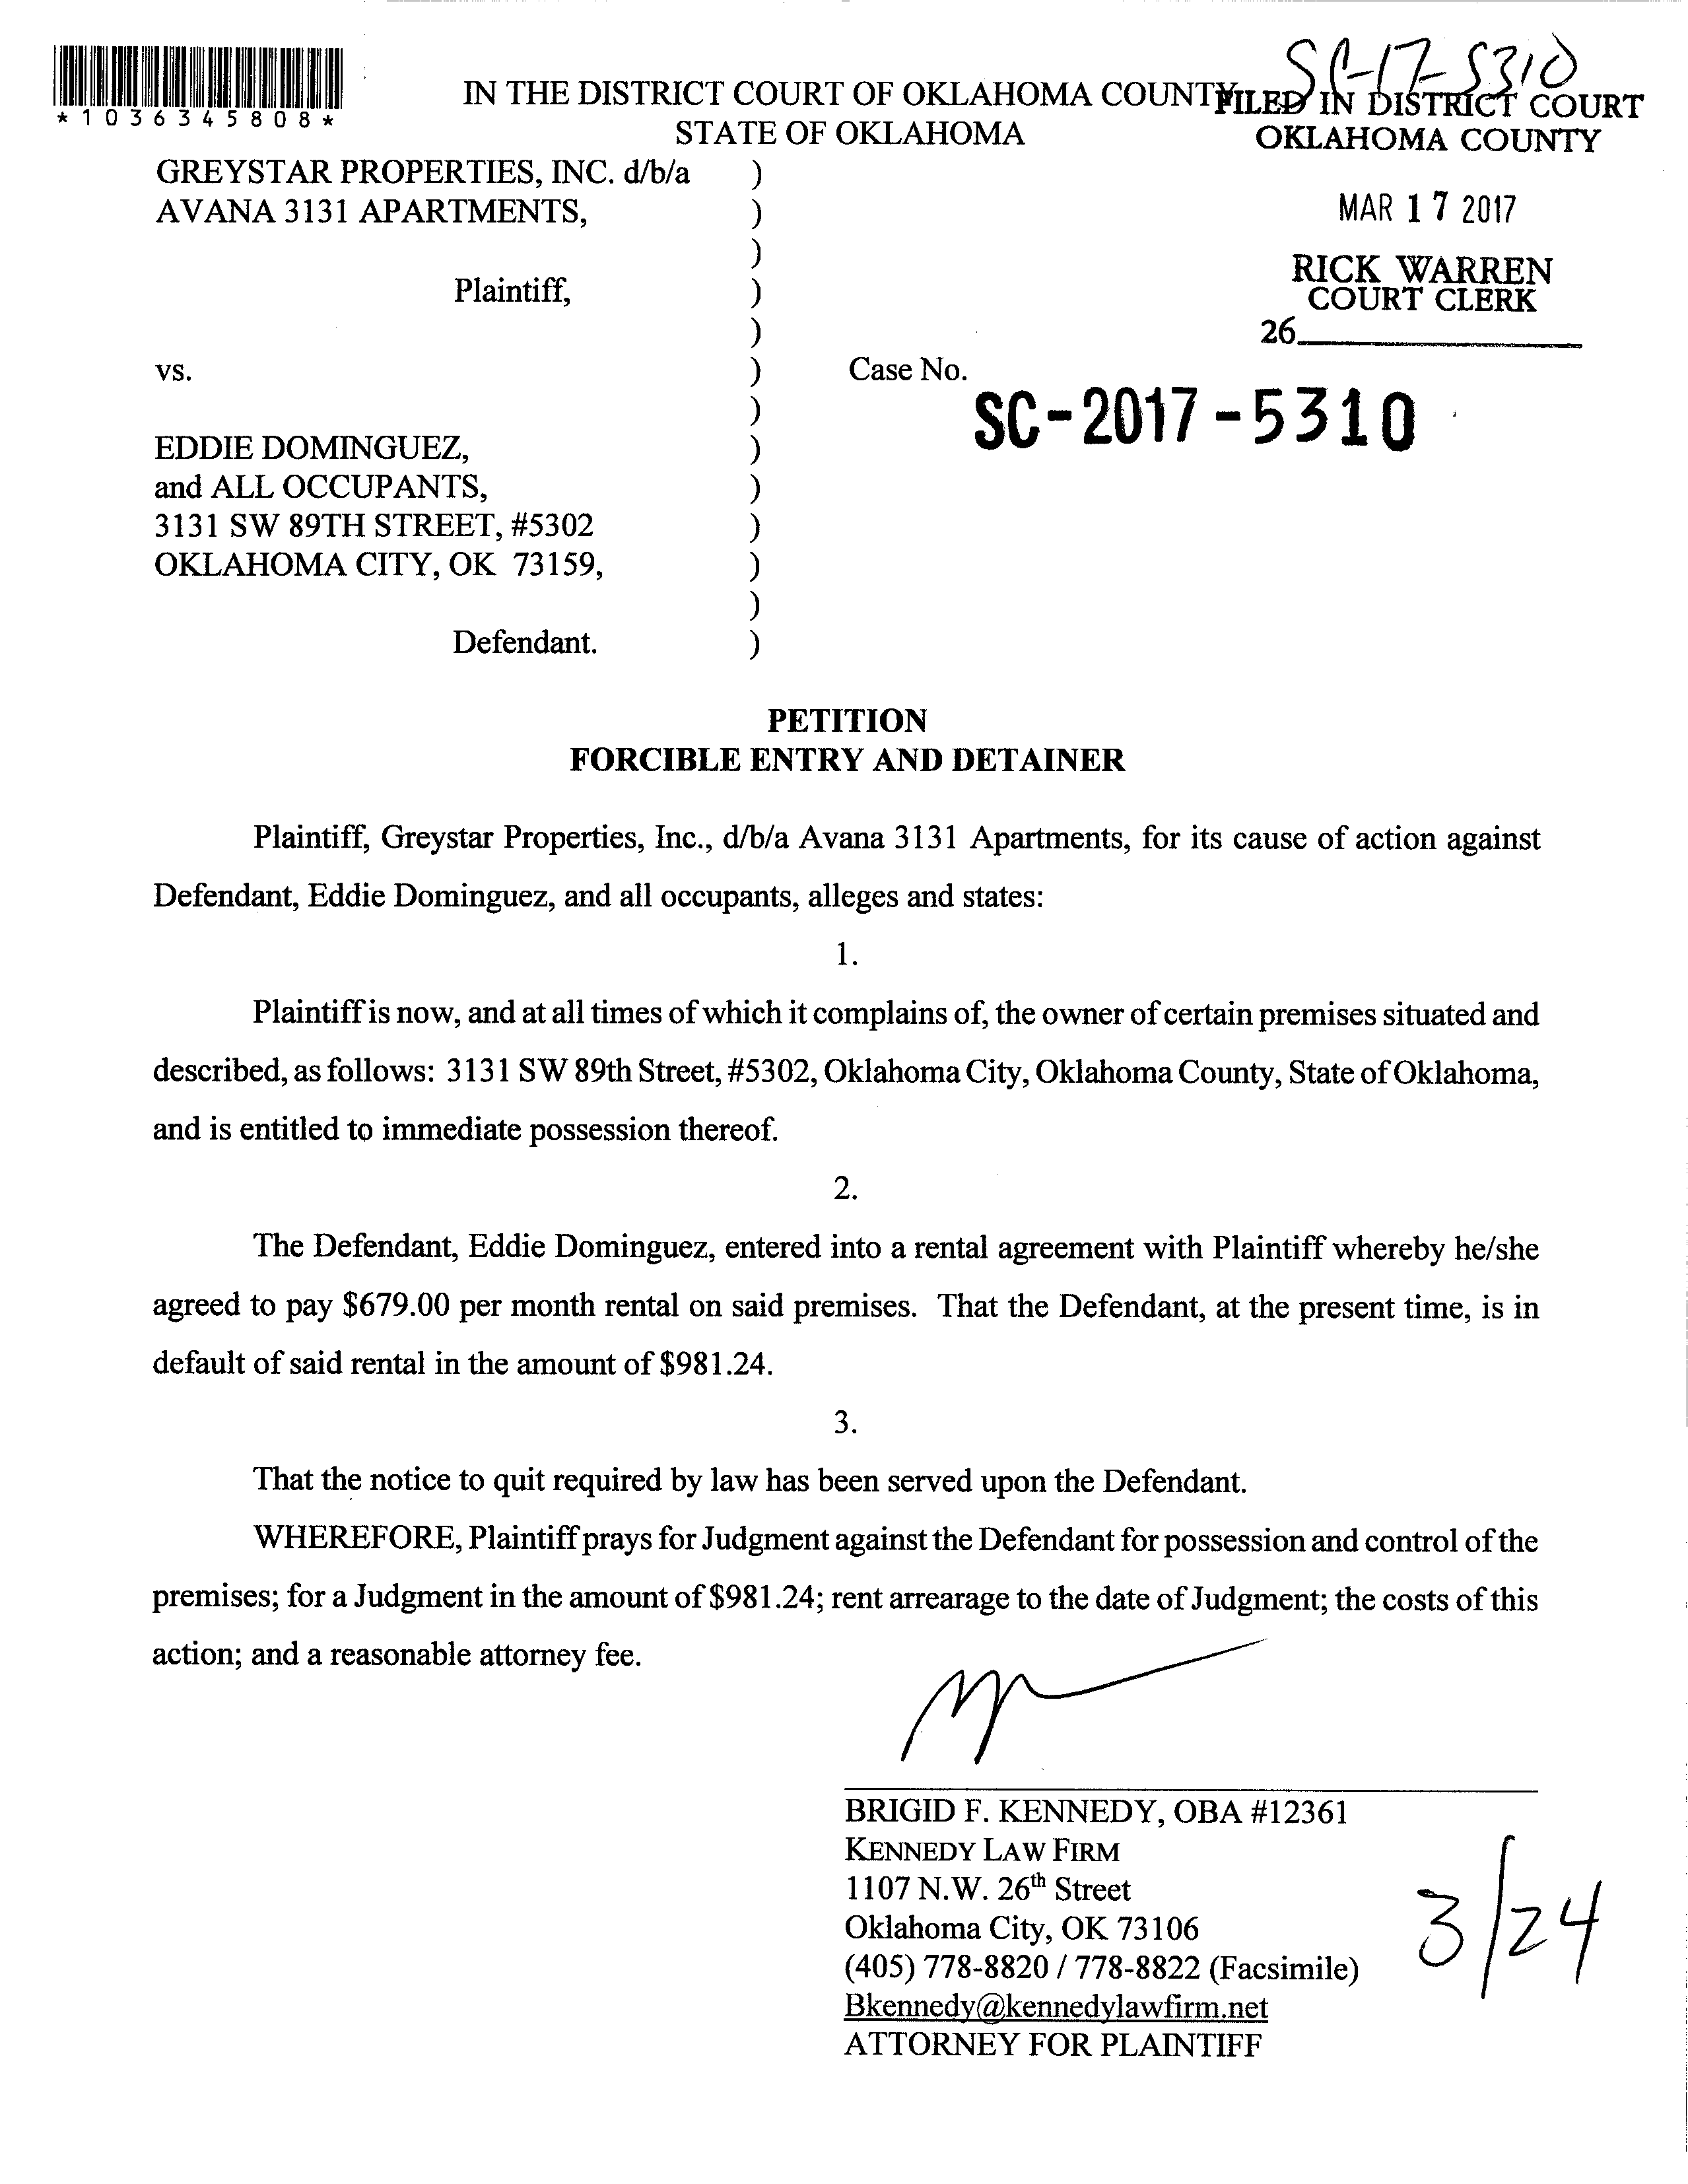 SC-17-5310
*1036345808*
IN THE DISTRICT COURT OF OKLAHOMA COUNTY
STATE OF OKLAHOMA
FILED IN DISTRICT COURT
OKLAHOMA COUNTY
MAR 17 2017
RICK WARREN
COURT CLERK
26
GREYSTAR PROPERTIES, INC. d/b/a )
AVANA 3131 APARTMENTS, )
)
Plaintiff, )
)
vs. ) Case No.
SC-2017-5310
)
EDDIE DOMINGUEZ, )
and ALL OCCUPANTS, )
3131 SW 89TH STREET, #5302 )
OKLAHOMA CITY, OK 73159, )
)
Defendant. )
PETITION
FORCIBLE ENTRY AND DETAINER
Plaintiff, Greystar Properties, Inc., d/b/a Avana 3131 Apartments, for its cause of action against
Defendant, Eddie Dominguez, and all occupants, alleges and states:
1.
Plaintiff is now, and at all times of which it complains of, the owner of certain premises situated and
described, as follows: 3131 SW 89th Street, #5302, Oklahoma City, Oklahoma County, State of Oklahoma,
and is entitled to immediate possession thereof.
2.
The Defendant, Eddie Dominguez, entered into a rental agreement with Plaintiff whereby he/she
agreed to pay $679.00 per month rental on said premises. That the Defendant, at the present time, is in
default of said rental in the amount of $981.24.
3.
That the notice to quit required by law has been served upon the Defendant.
WHEREFORE, Plaintiff prays for Judgment against the Defendant for possession and control of the
premises; for a Judgment in the amount of $981.24; rent arrearage to the date of Judgment; the costs of this
action; and a reasonable attorney fee.
BRIGID F. KENNEDY, OBA #12361
KENNEDY LAW FIRM
1107 N.W. 26th Street
Oklahoma City, OK 73106
(405) 778-8820 / 778-8822 (Facsimile)
Bkennedy@kennedylawfirm.net
ATTORNEY FOR PLAINTIFF
3/24